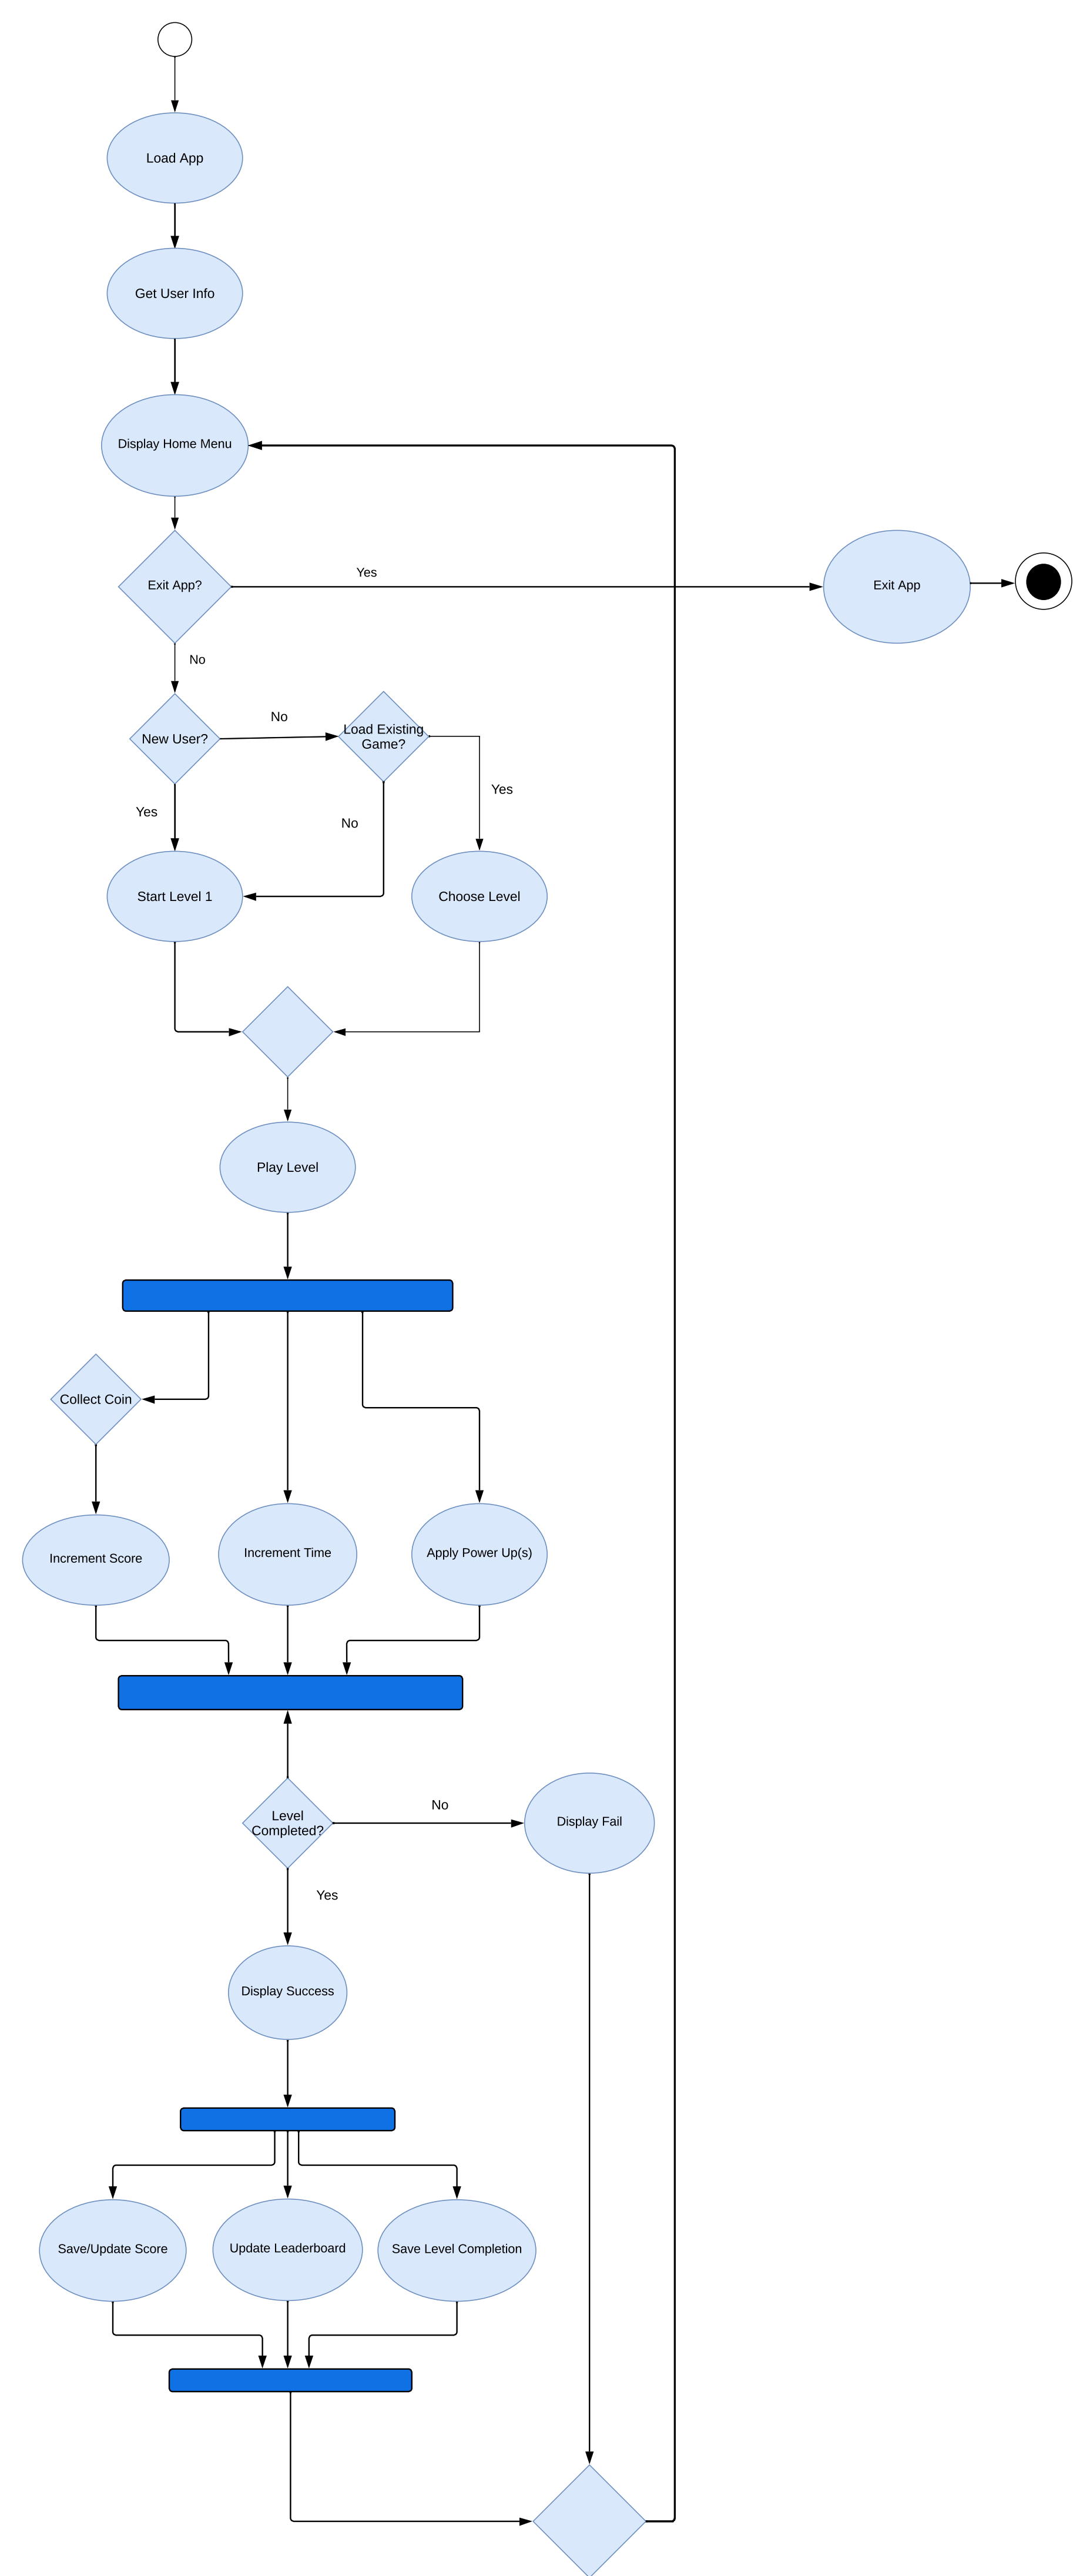 Load App
Get User Info
Display Home Menu
Exit App?
Yes
Exit App
No
New User?
No
Load Existing
Game?
Yes
Yes
No
Start Level 1
Choose Level
Play Level
Collect Coin
Increment Score
Increment Time
Apply Power Up(s)
Level
Completed?
No
Display Fail
Yes
Display Success
Save/Update Score
Update Leaderboard
Save Level Completion